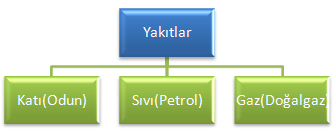 Yakıtlar
Katı(Odun)
Sıvı(Petrol)
Gaz(Doğalgaz)